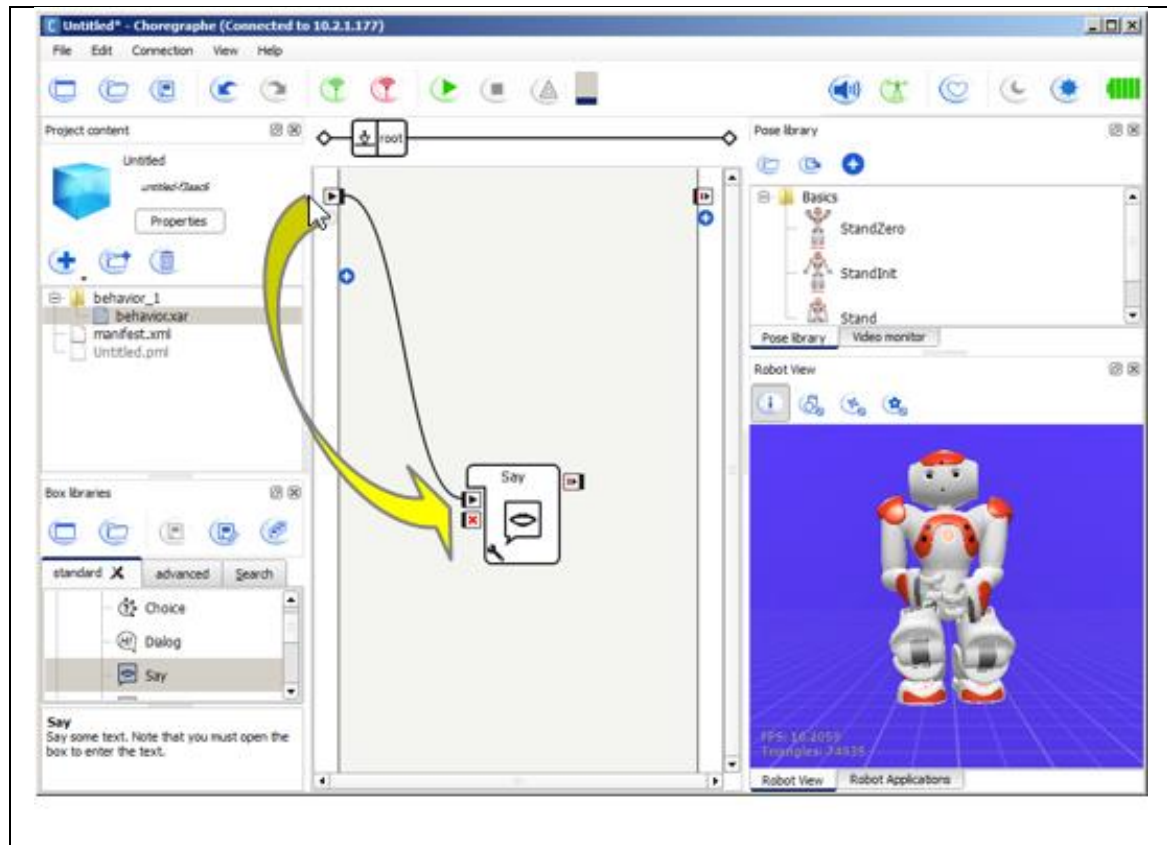 Untitled* - Choregraphe (Connected to 10.2.1.177)
File Edit Connection View Help
Project content
Untitled
Properties
behavior_1
behavior.xar
manifest.xml
Untitled.pml
Box libraries
standard advanced Search
Choice
Dialog
Say
Say
Say some text. Note that you must open the
box to enter the text.
root
Say
Pose library
Basics
StandZero
StandInit
Stand
Pose library Video monitor
Robot View
Robot View Robot Applications